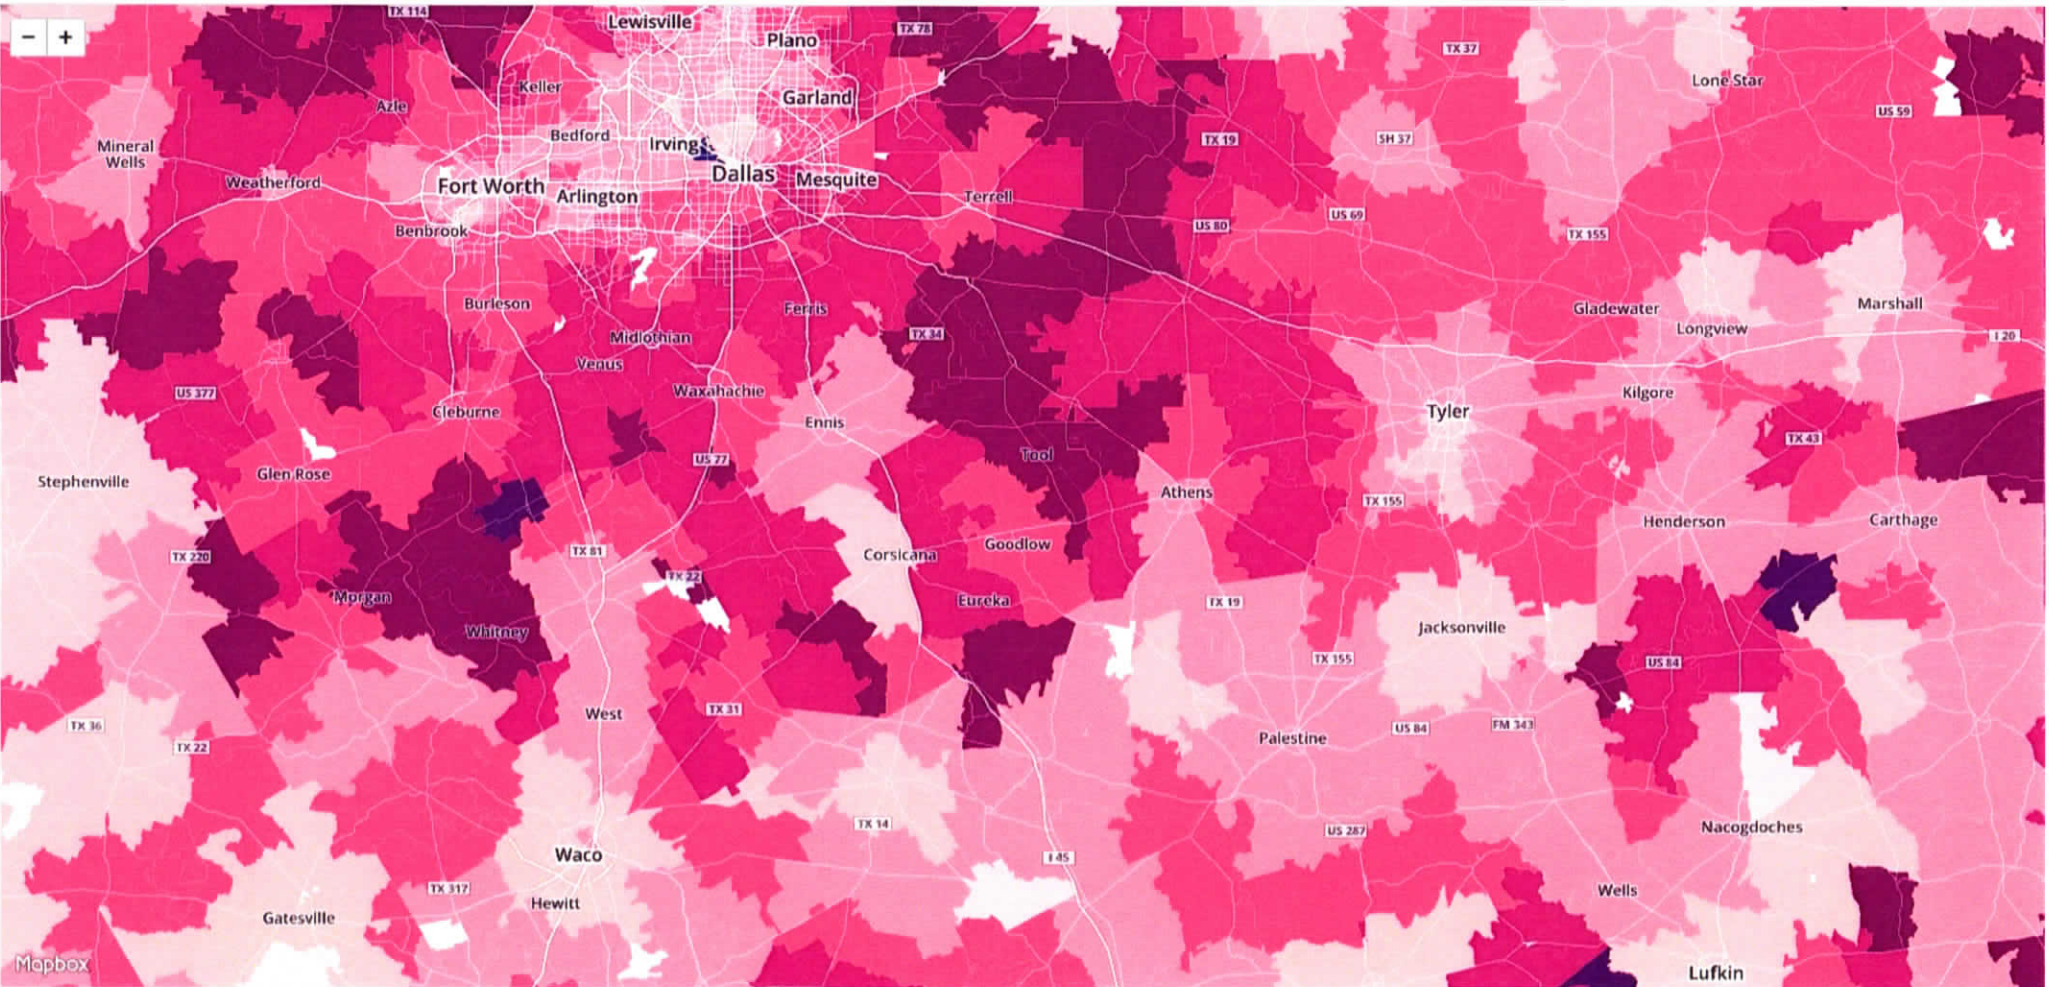 TX 114
Lewisville
TX 78
Plano
TX 37
− +
Keller
Lone Star
Azle
Garland
US 59
Mineral
Wells
Bedford
Irving
TX 19
SH 37
Weatherford
Fort Worth
Dallas
Mesquite
Arlington
Terrell
US 69
Benbrook
US 80
TX 155
Burleson
Ferris
Gladewater
Marshall
Midlothian
TX 34
Longview
I 20
Venus
US 377
Waxahachie
Kilgore
Cleburne
Ennis
Tyler
TX 43
US 77
Tool
Glen Rose
Stephenville
Athens
TX 155
Henderson
Carthage
TX 220
TX 81
Corsicana
Goodlow
TX 22
Morgan
Eureka
TX 19
Whitney
Jacksonville
TX 155
US 84
West
TX 31
TX 36
TX 22
Palestine
US 84
FM 343
TX 14
US 287
Nacogdoches
Waco
I 45
TX 317
Wells
Hewitt
Gatesville
Mapbox
Lufkin